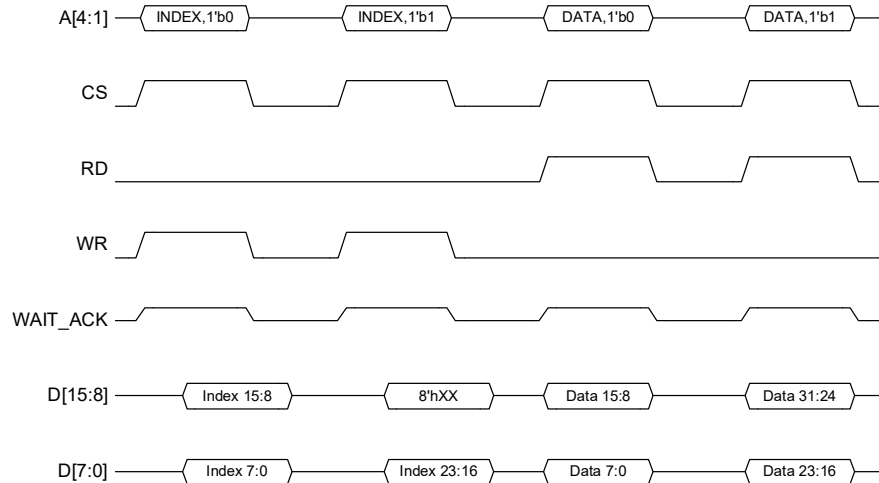 A[4:1] INDEX,1'b0 INDEX,1'b1 DATA,1'b0 DATA,1'b1
CS
RD
WR
WAIT_ACK
D[15:8] Index 15:8 8'hXX Data 15:8 Data 31:24
D[7:0] Index 7:0 Index 23:16 Data 7:0 Data 23:16